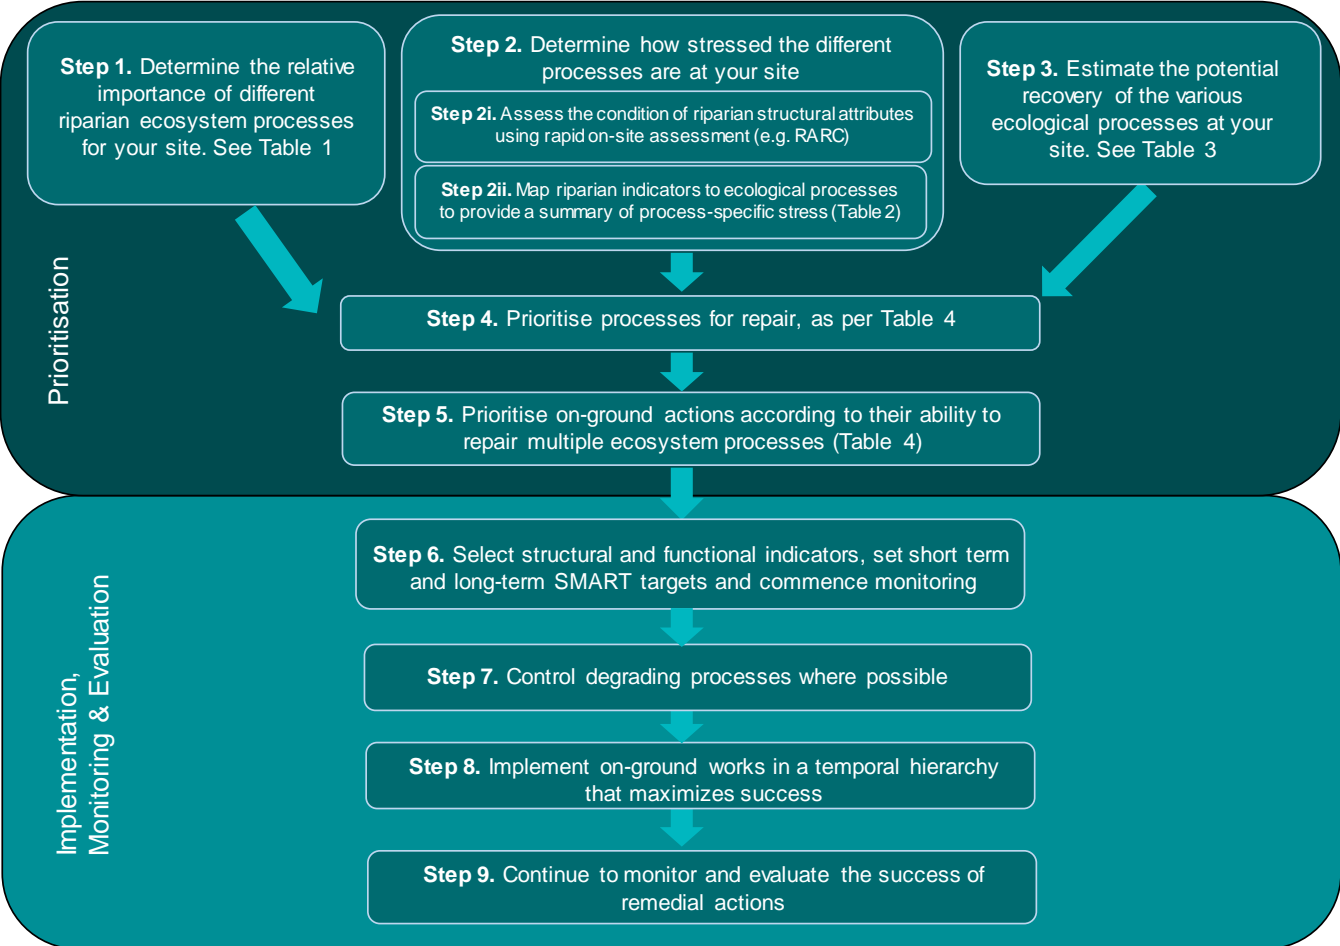 Step 1. Determine the relative
importance of different
riparian ecosystem processes
for your site. See Table 1
Step 2. Determine how stressed the different
processes are at your site
Step 2i. Assess the condition of riparian structural attributes
using rapid on-site assessment (e.g. RARC)
Step 2ii. Map riparian indicators to ecological processes
to provide a summary of process-specific stress (Table 2)
Step 3. Estimate the potential
recovery of the various
ecological processes at your
site. See Table 3
Prioritisation
Step 4. Prioritise processes for repair, as per Table 4
Step 5. Prioritise on-ground actions according to their ability to
repair multiple ecosystem processes (Table 4)
Implementation,
Monitoring & Evaluation
Step 6. Select structural and functional indicators, set short term
and long-term SMART targets and commence monitoring
Step 7. Control degrading processes where possible
Step 8. Implement on-ground works in a temporal hierarchy
that maximizes success
Step 9. Continue to monitor and evaluate the success of
remedial actions